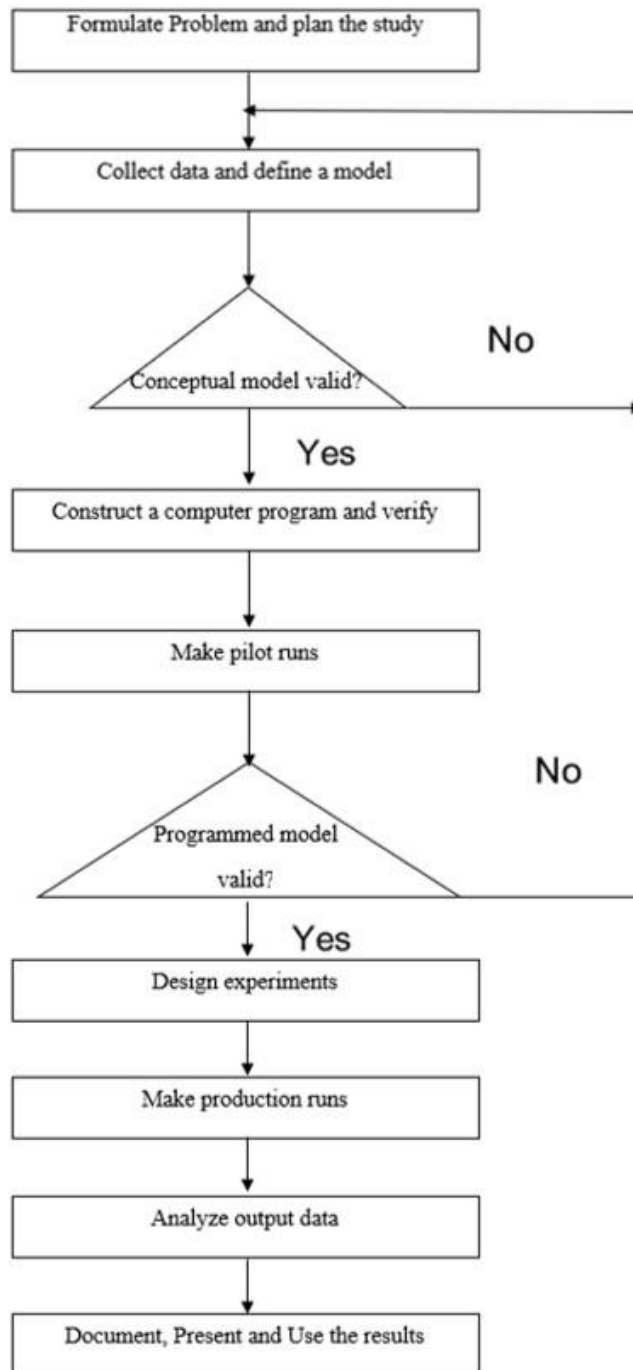 Formulate Problem and plan the study
Collect data and define a model
No
Conceptual model valid?
Yes
Construct a computer program and verify
Make pilot runs
No
Programmed model
valid?
Yes
Design experiments
Make production runs
Analyze output data
Document, Present and Use the results